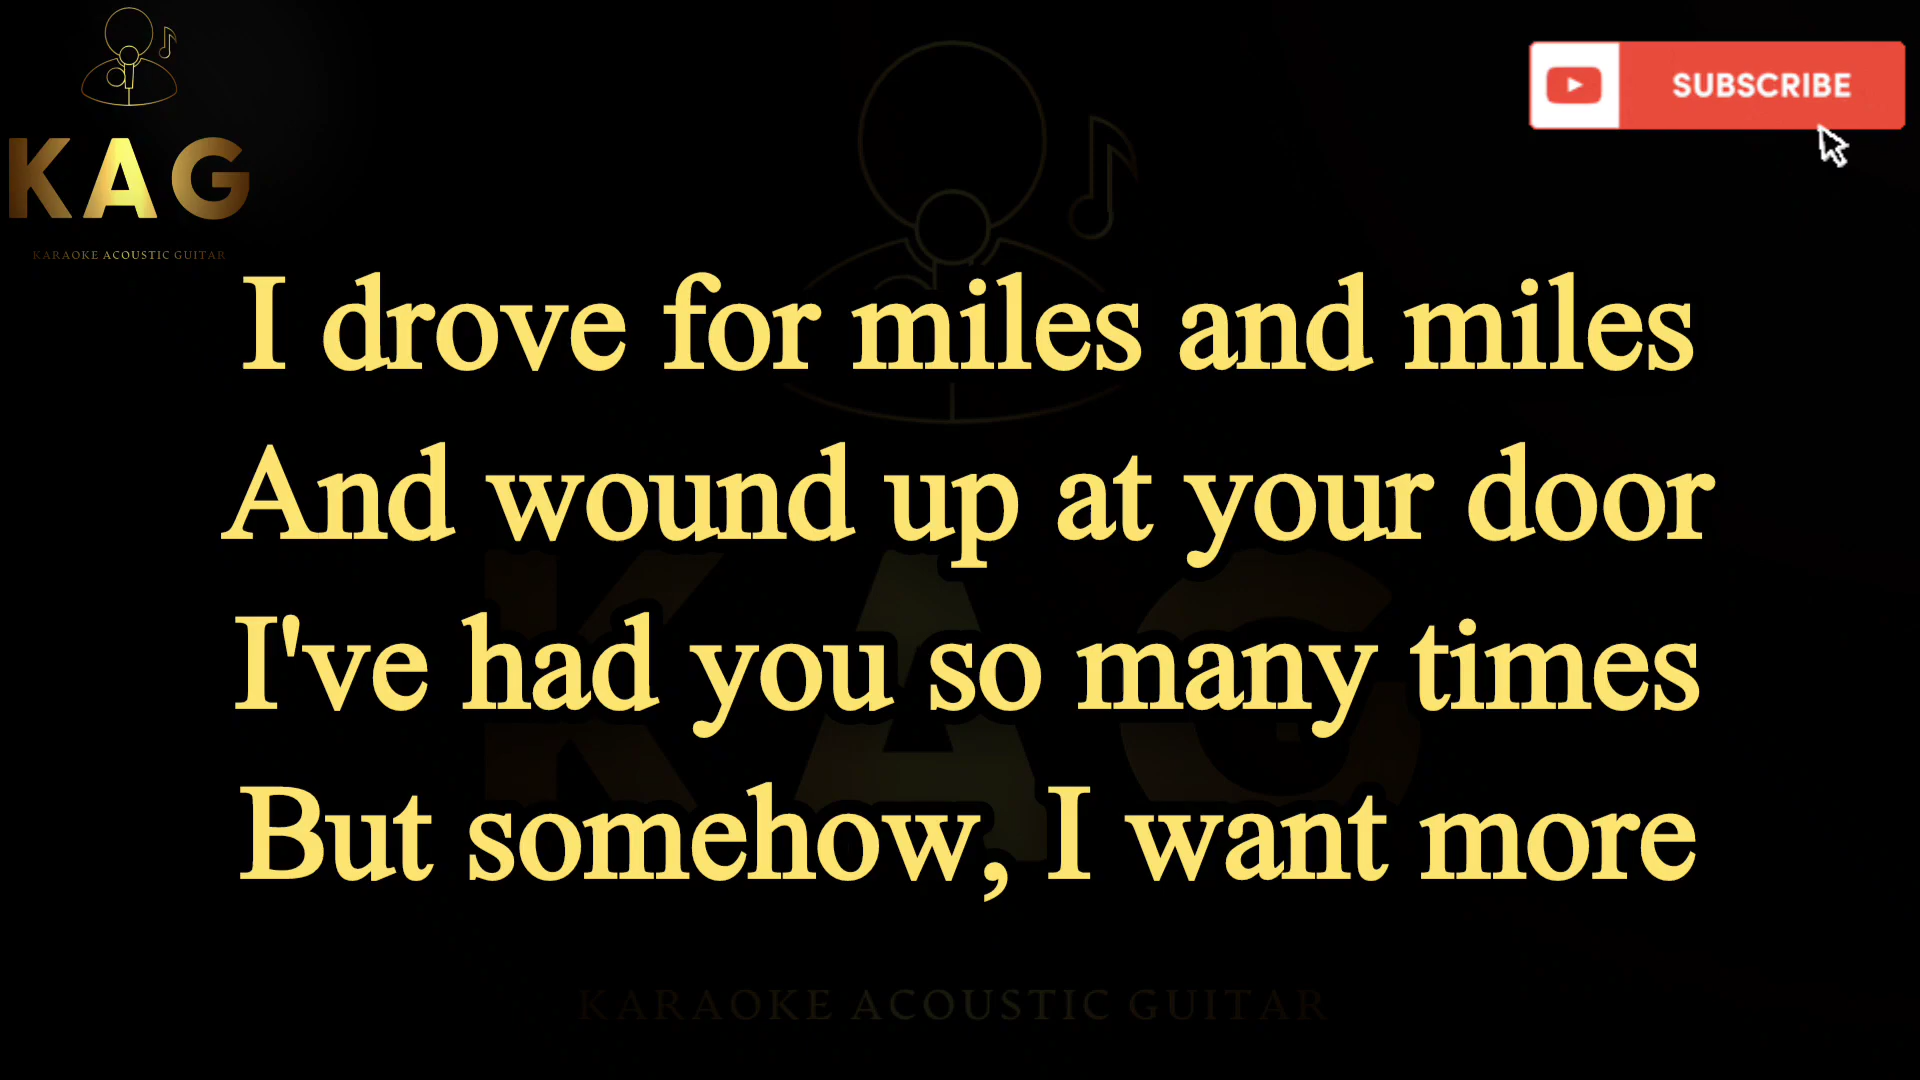 KAG
KARAOKE ACOUSTIC GUITAR
SUBSCRIBE
I drove for miles and miles
And wound up at your door
I've had you so many times
But somehow, I want more
KAG
KARAOKE ACOUSTIC GUITAR